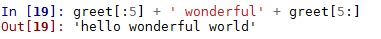 In [19]: greet[:5] + ' wonderful' + greet[5:]
Out[19]: 'hello wonderful world'